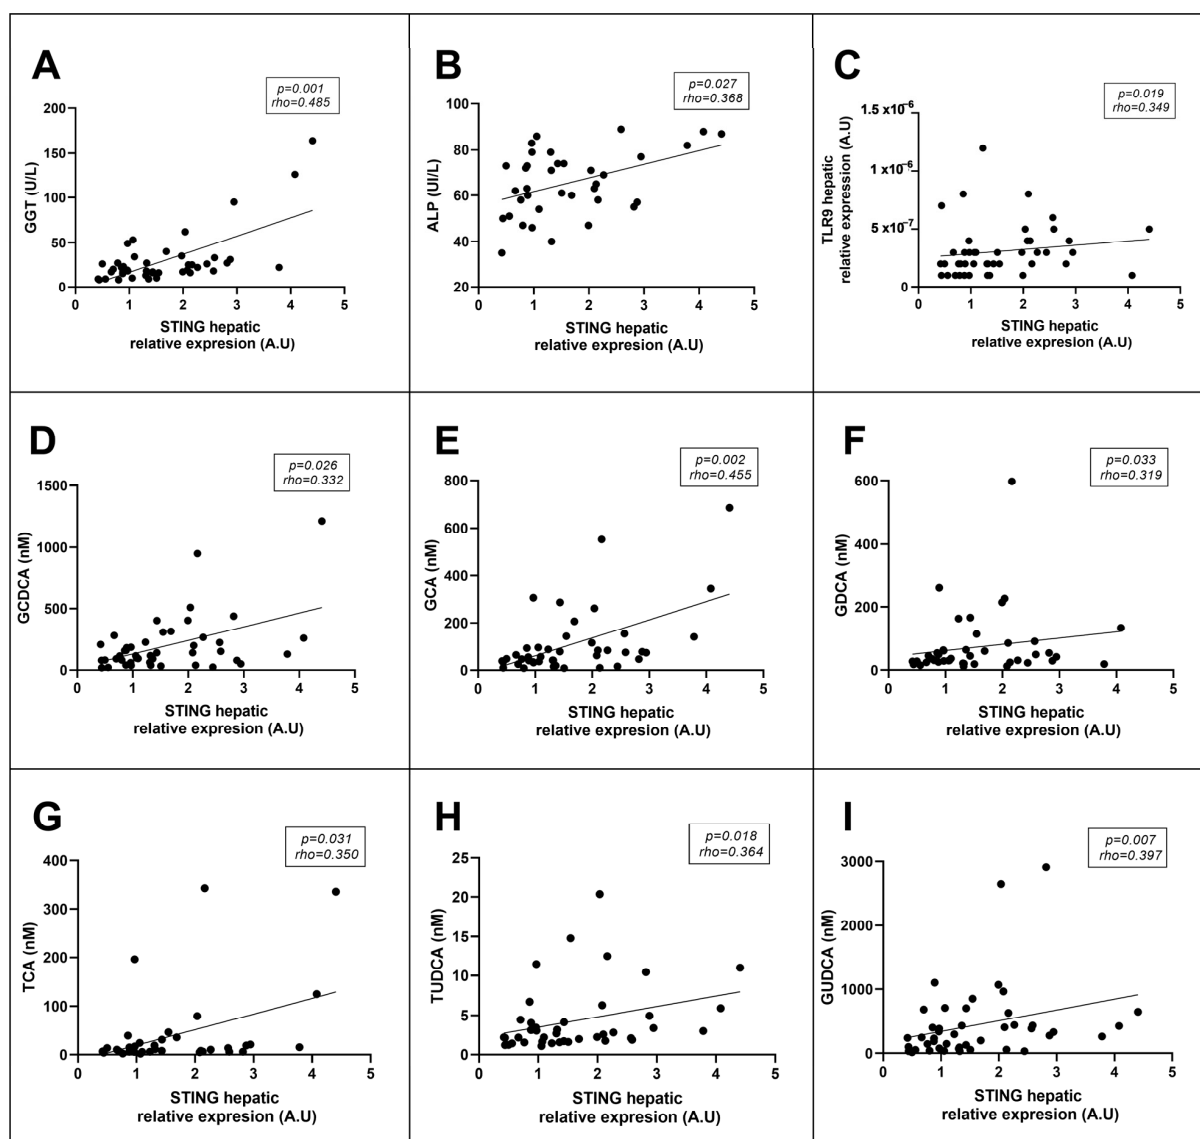 A
p=0.001
rho=0.485
GGT (U/L)
200
150
100
50
0
0 1 2 3 4 5
STING hepatic
relative expresion (A.U)
B
p=0.027
rho=0.368
ALP (UI/L)
100
80
60
40
20
0 1 2 3 4 5
STING hepatic
relative expresion (A.U)
C
p=0.019
rho=0.349
TLR9 hepatic
relative expression (A.U)
1.5 x10⁻⁶
1 x10⁻⁶
5 x10⁻⁷
0
0 1 2 3 4 5
STING hepatic
relative expresion (A.U)
D
p=0.026
rho=0.332
GCDCA (nM)
1500
1000
500
0
0 1 2 3 4 5
STING hepatic
relative expresion (A.U)
E
p=0.002
rho=0.455
GCA (nM)
800
600
400
200
0
0 1 2 3 4 5
STING hepatic
relative expresion (A.U)
F
p=0.033
rho=0.319
GDCA (nM)
600
400
200
0
0 1 2 3 4 5
STING hepatic
relative expresion (A.U)
G
p=0.031
rho=0.350
TCA (nM)
400
300
200
100
0
0 1 2 3 4 5
STING hepatic
relative expresion (A.U)
H
p=0.018
rho=0.364
TUDCA (nM)
25
20
15
10
5
0
0 1 2 3 4 5
STING hepatic
relative expresion (A.U)
I
p=0.007
rho=0.397
GUDCA (nM)
3000
2000
1000
0
0 1 2 3 4 5
STING hepatic
relative expresion (A.U)